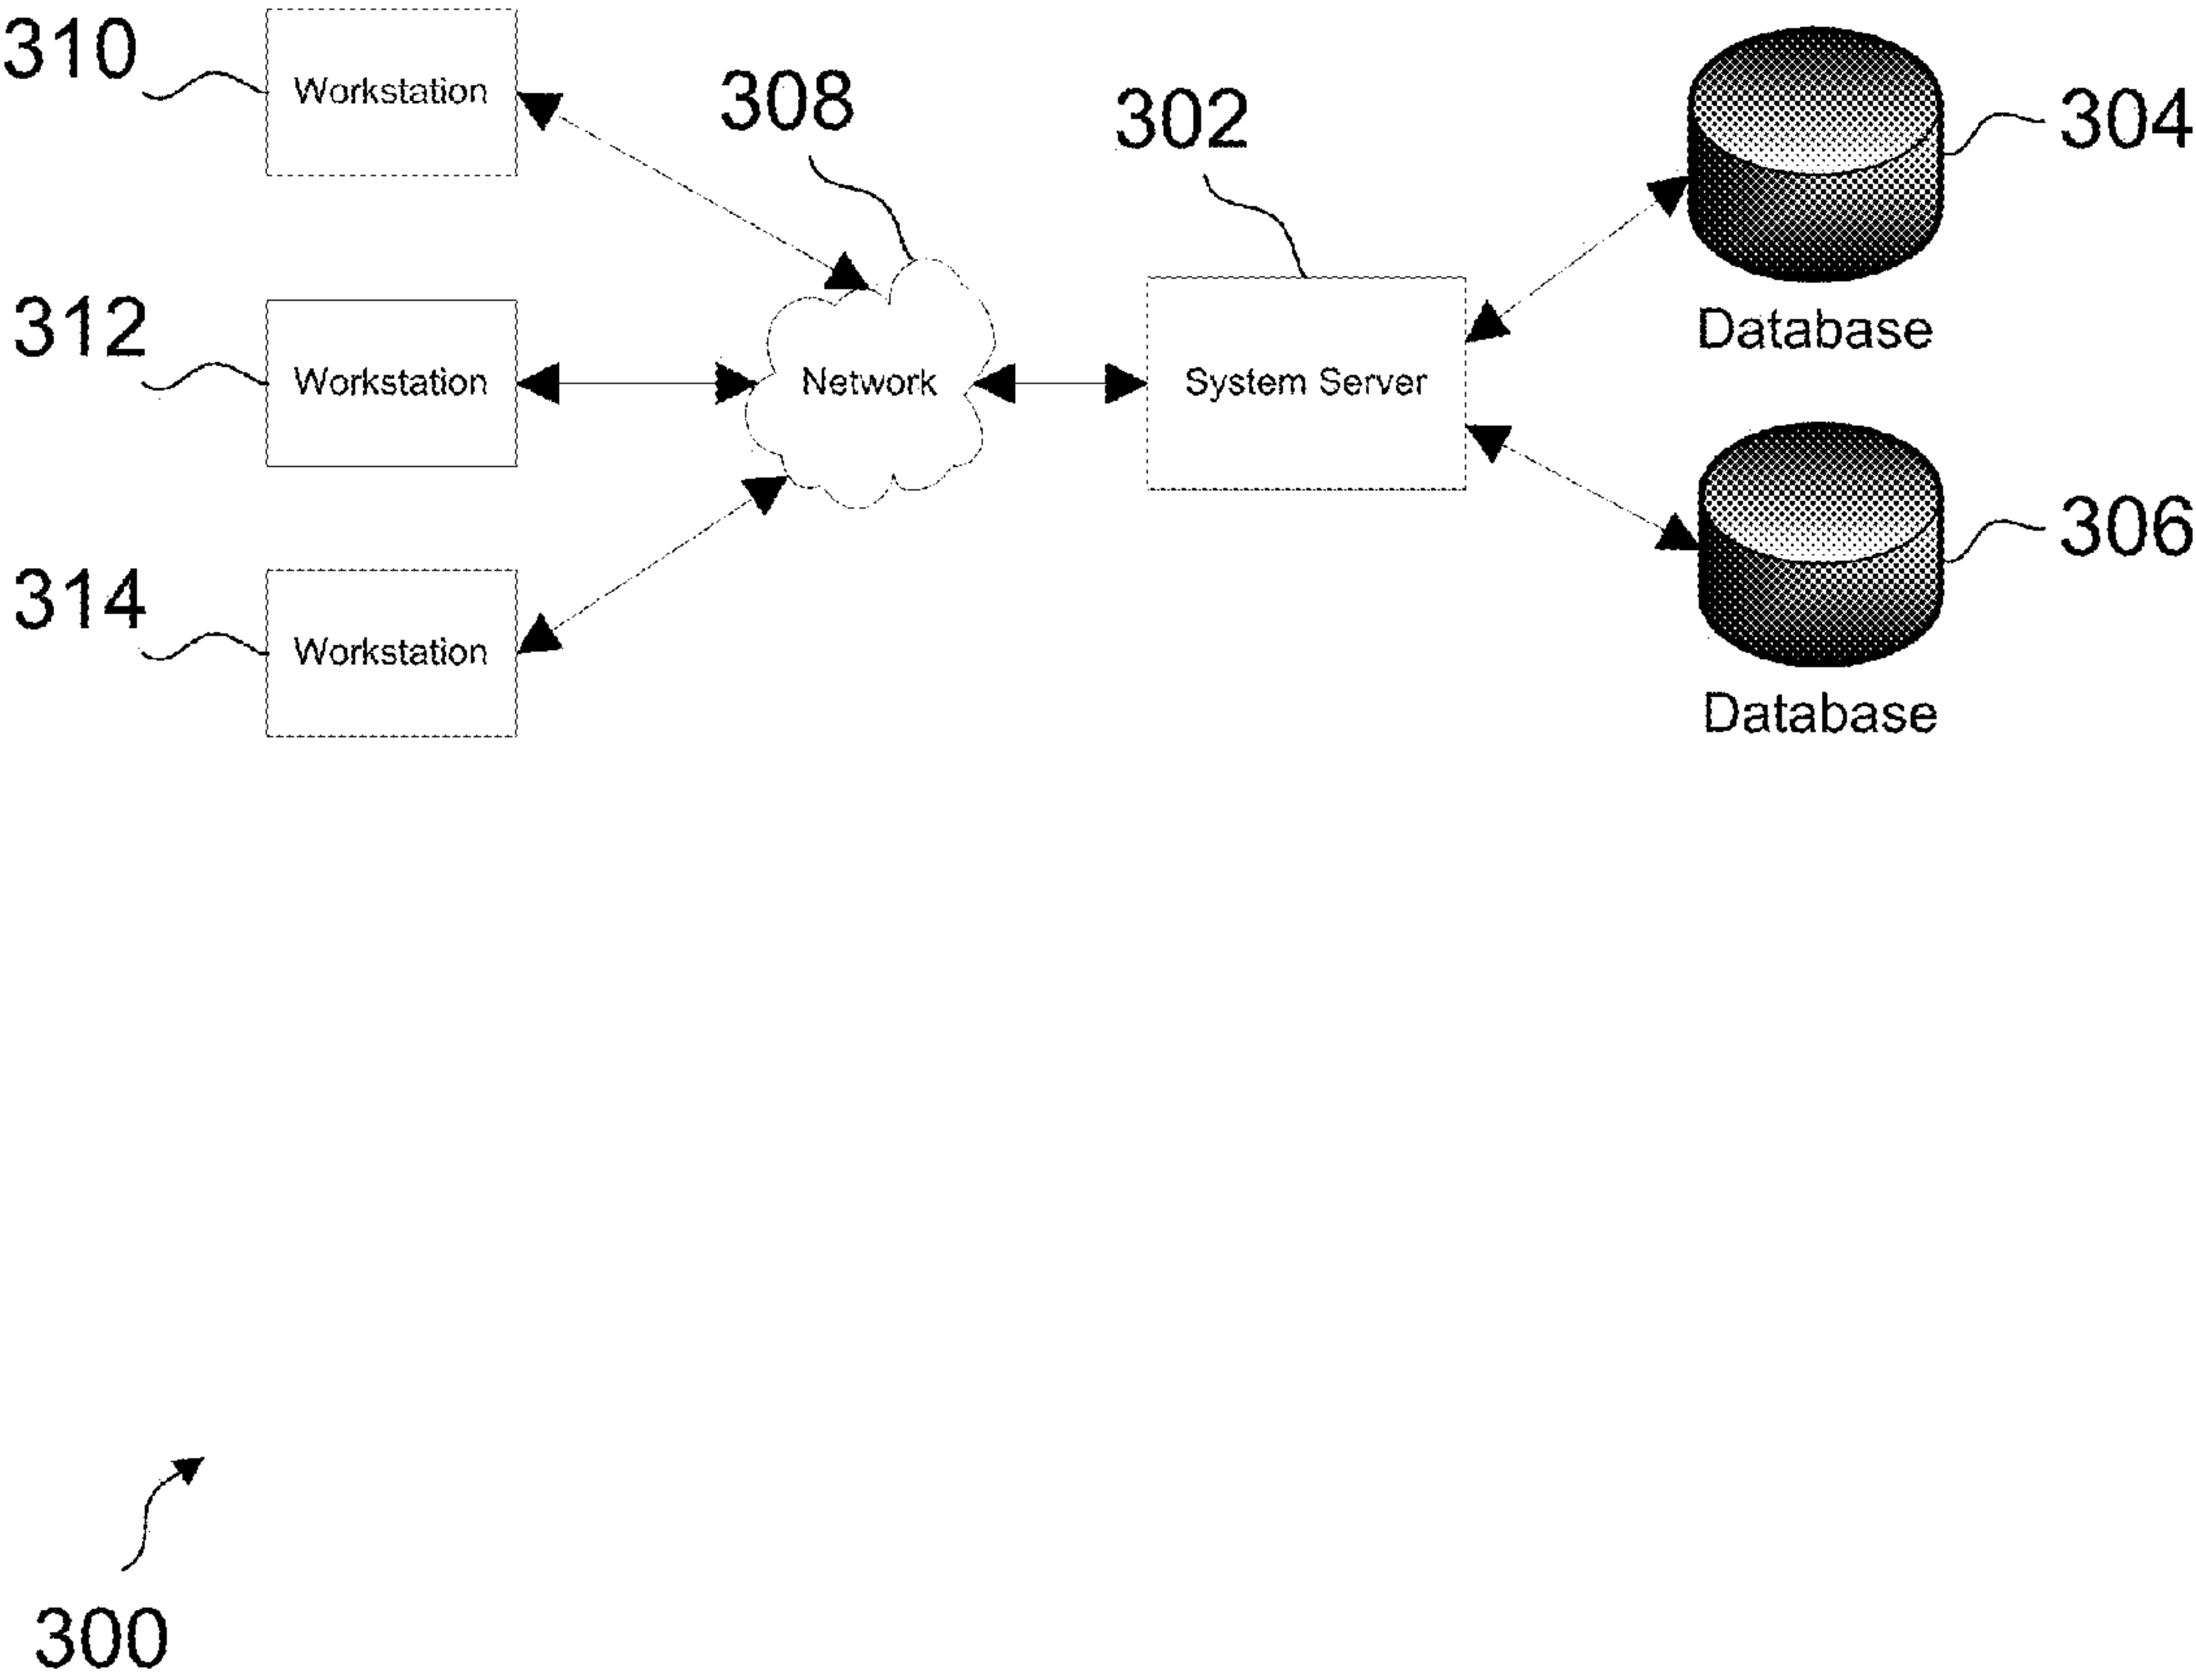 310
Workstation
308
302
304
Database
312
Workstation
Network
System Server
306
314
Workstation
Database
300